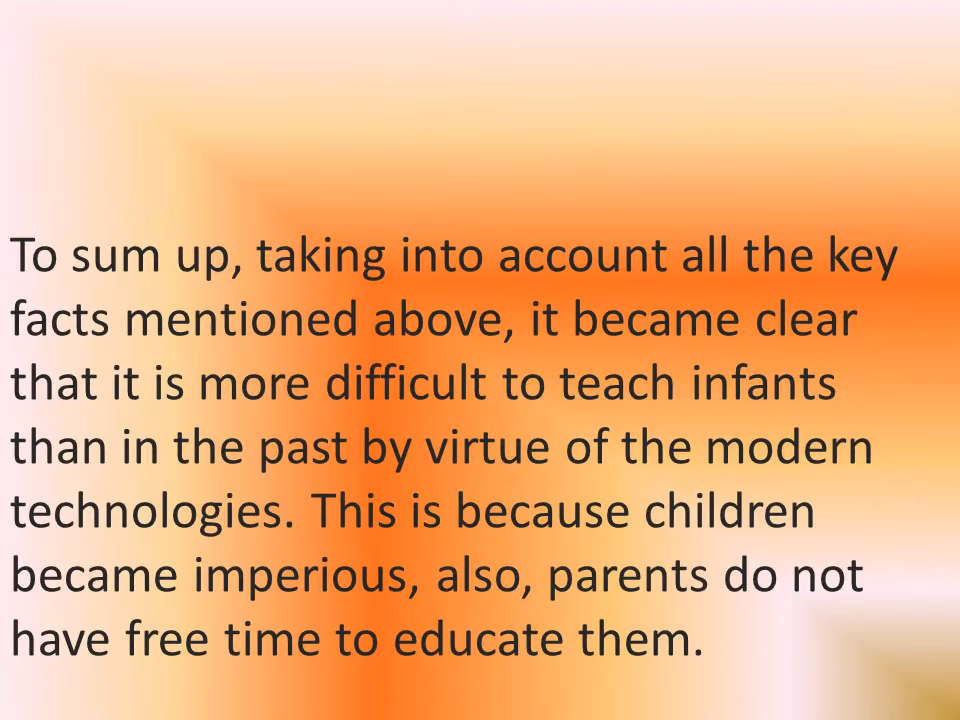 To sum up, taking into account all the key
facts mentioned above, it became clear
that it is more difficult to teach infants
than in the past by virtue of the modern
technologies. This is because children
became imperious, also, parents do not
have free time to educate them.